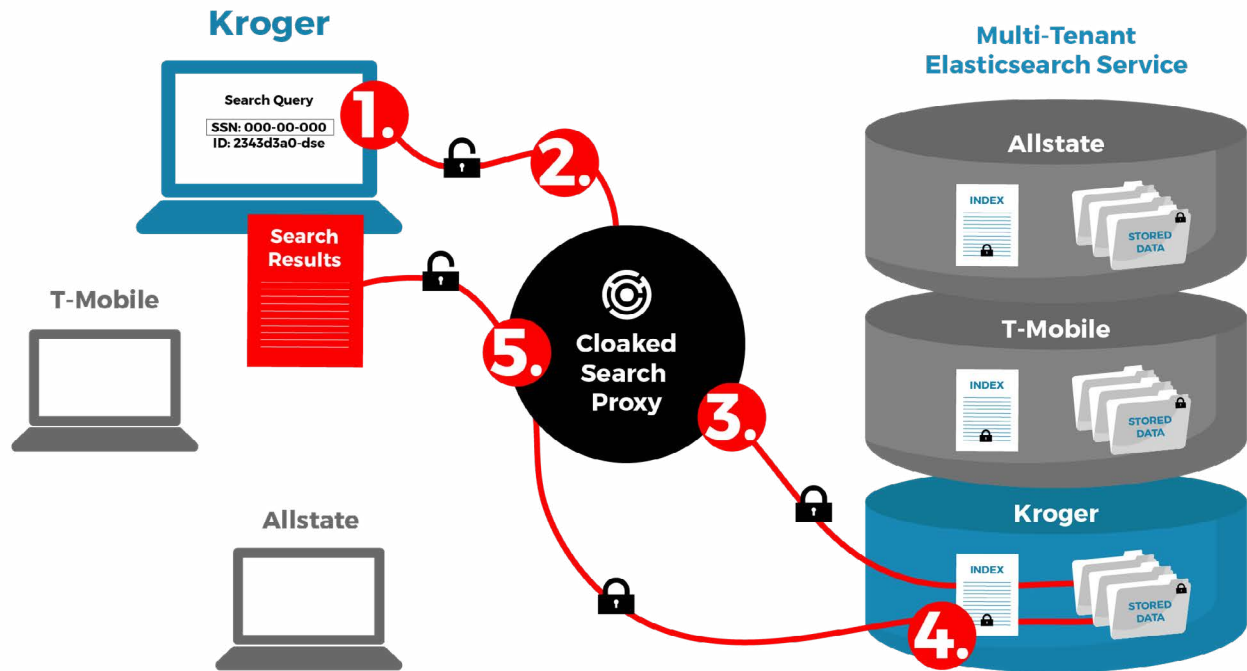 Kroger
Search Query
SSN: 000-00-000
ID: 2343d3a0-dse
1.
2.
Search
Results
T-Mobile
Allstate
Cloaked
Search
Proxy
5.
3.
4.
Multi-Tenant
Elasticsearch Service
Allstate
INDEX
STORED
DATA
T-Mobile
INDEX
STORED
DATA
Kroger
INDEX
STORED
DATA